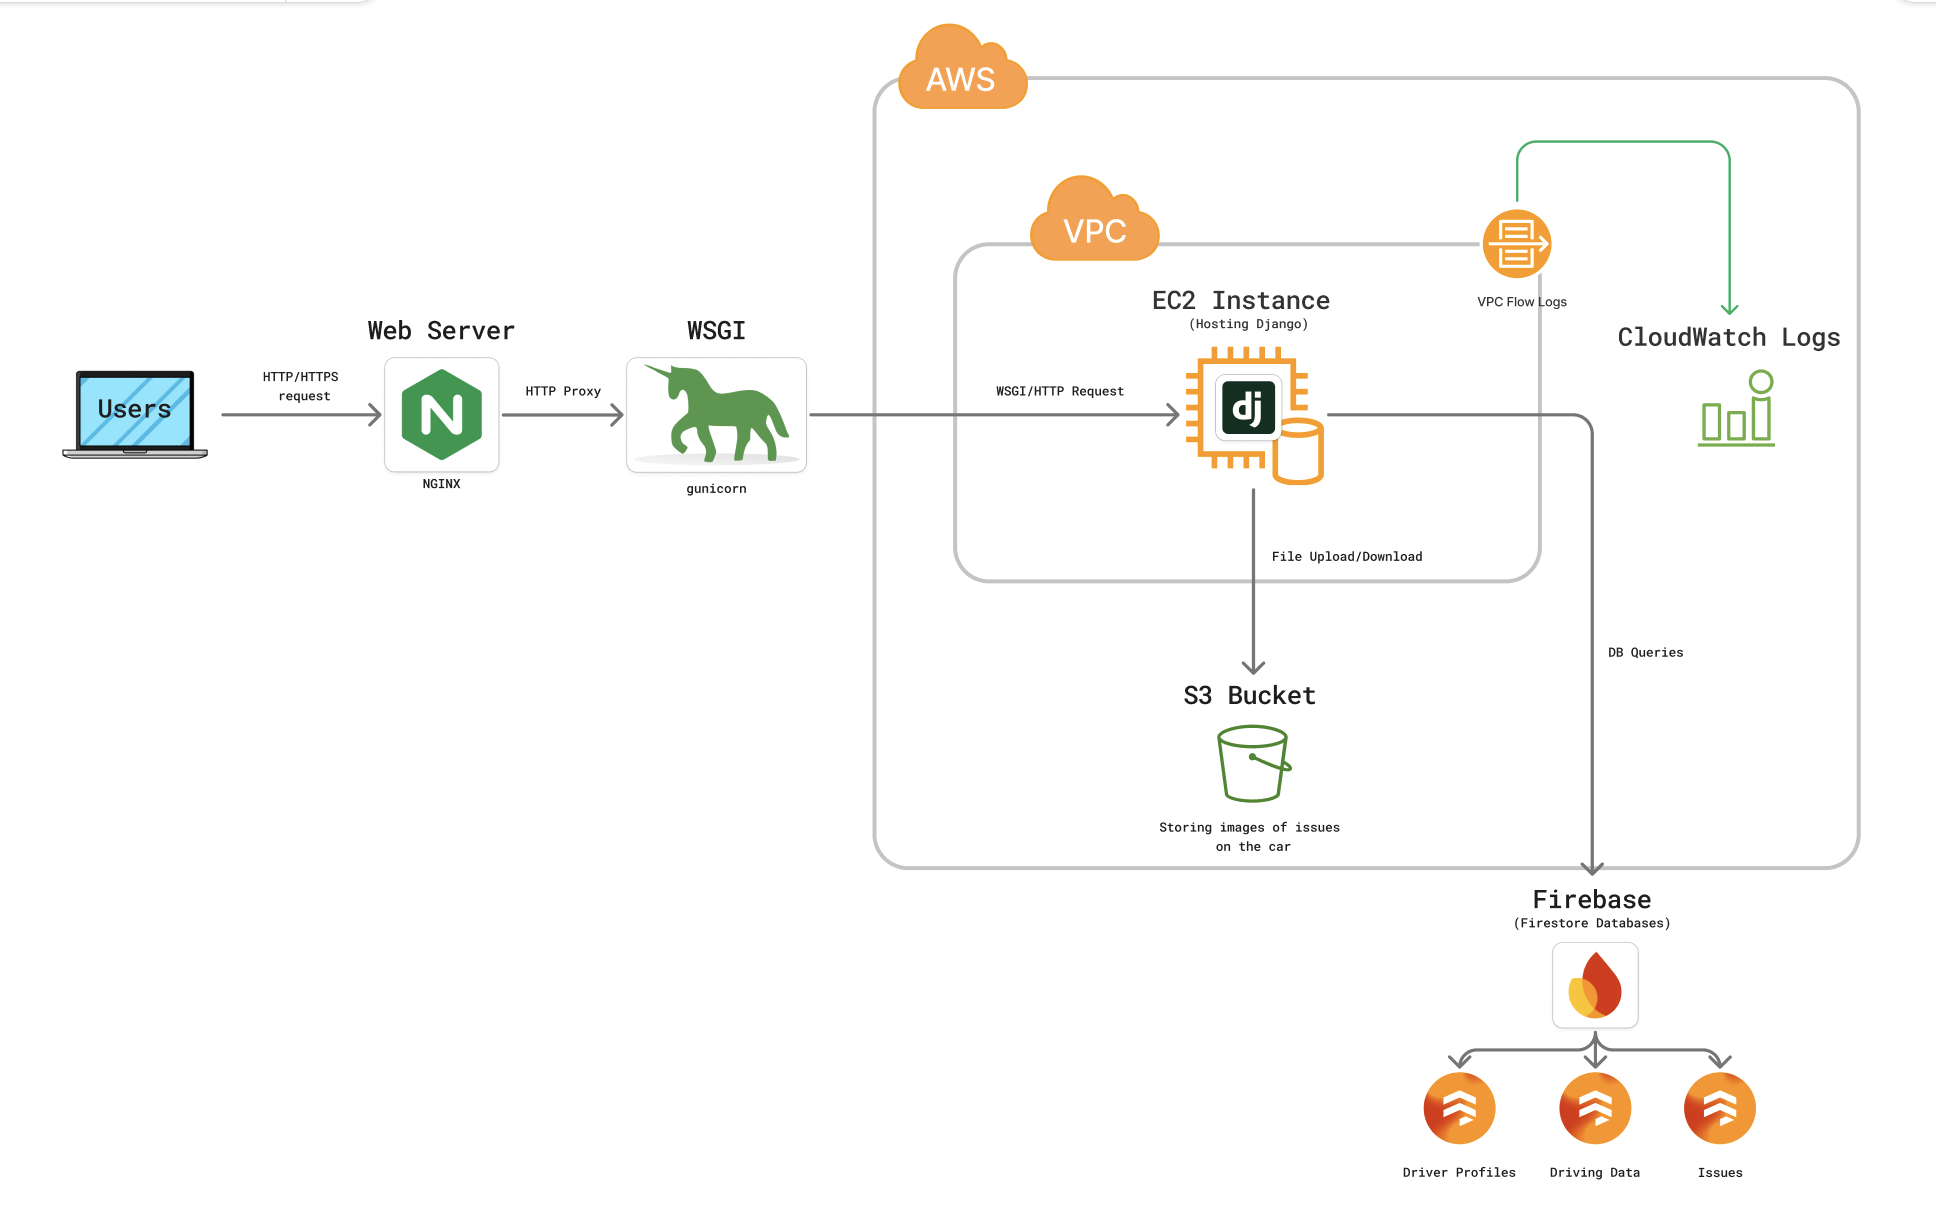 AWS
VPC
VPC Flow Logs
EC2 Instance
(Hosting Django)
CloudWatch Logs
Web Server
WSGI
Users
HTTP/HTTPS
request
N
NGINX
HTTP Proxy
gunicorn
WSGI/HTTP Request
dj
File Upload/Download
DB Queries
S3 Bucket
Storing images of issues
on the car
Firebase
(Firestore Databases)
Driver Profiles
Driving Data
Issues